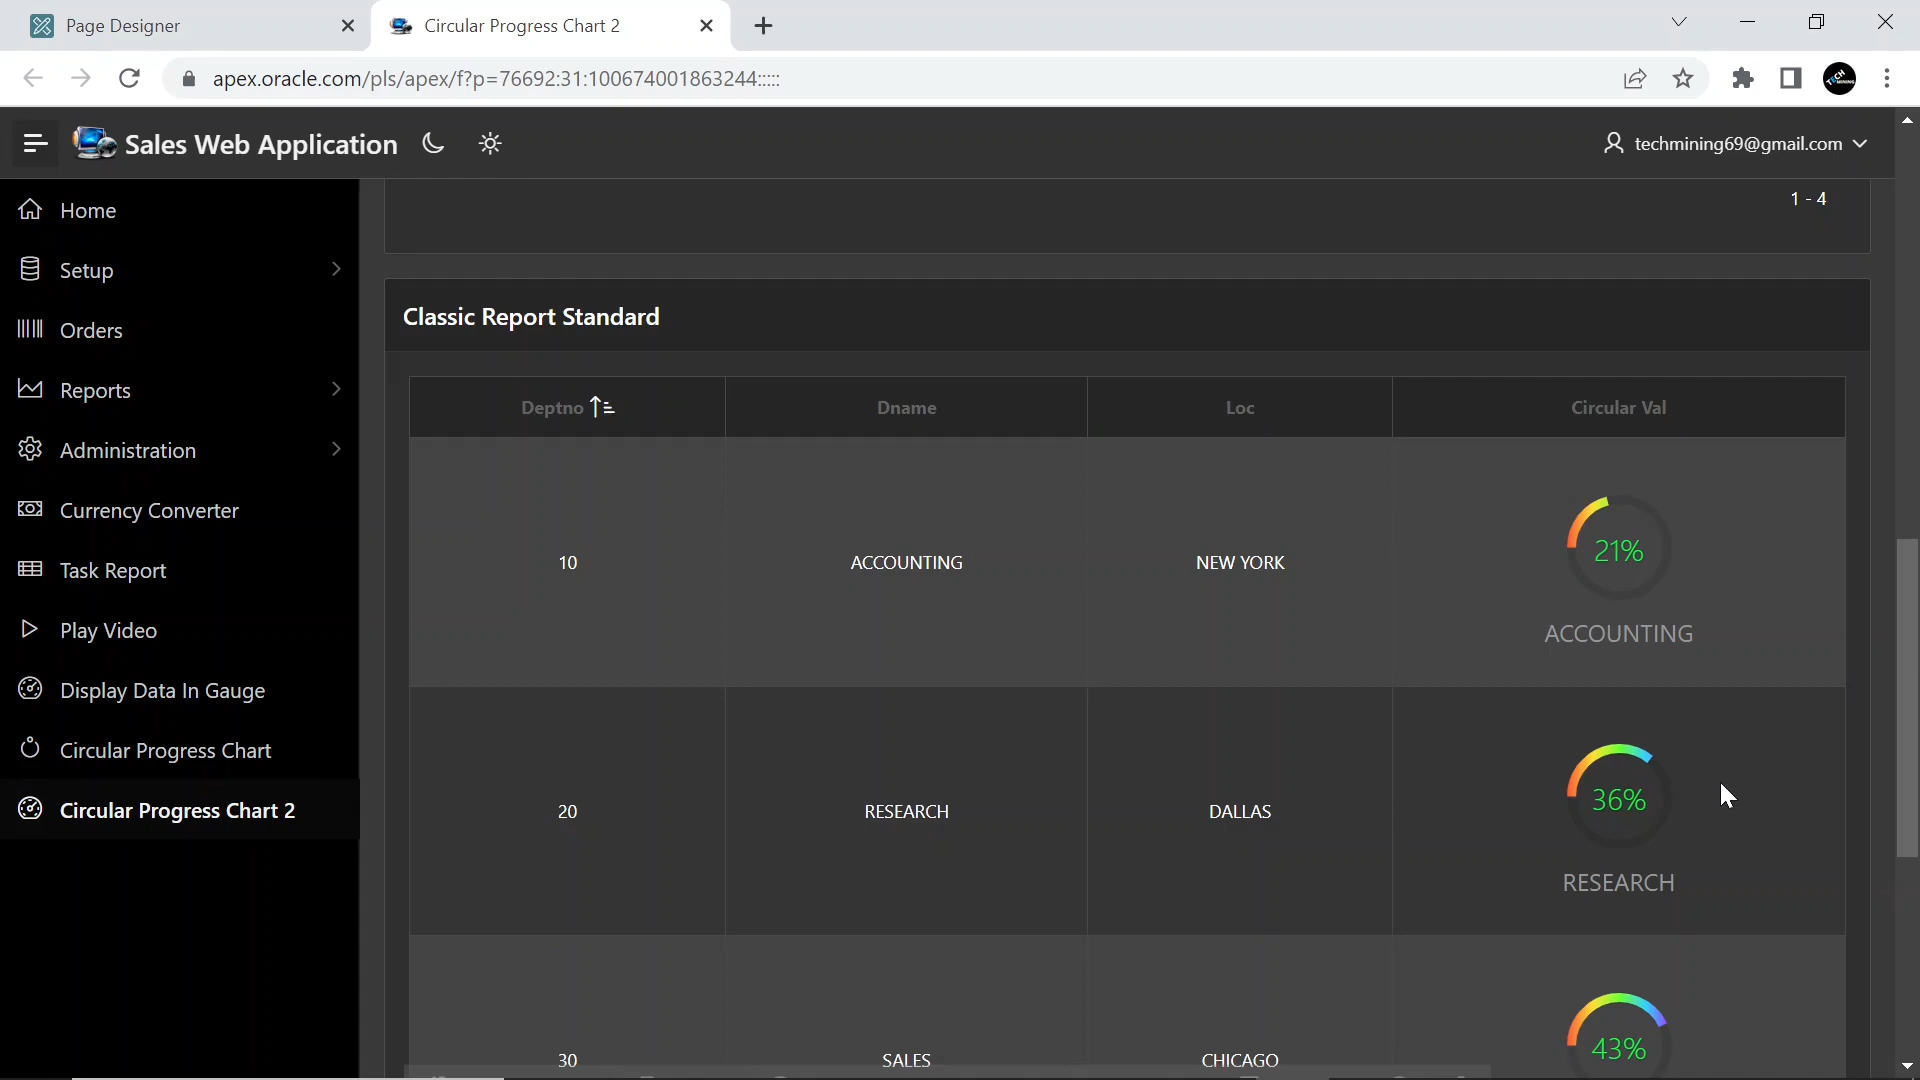 Page Designer
Circular Progress Chart 2
apex.oracle.com/pls/apex/f?p=76692:31:100674001863244:::::
Sales Web Application
techmining69@gmail.com
Home
Setup
Orders
Reports
Administration
Currency Converter
Task Report
Play Video
Display Data In Gauge
Circular Progress Chart
Circular Progress Chart 2
1 - 4
Classic Report Standard
Deptno Dname Loc Circular Val
10 ACCOUNTING NEW YORK 21%
ACCOUNTING
20 RESEARCH DALLAS 36%
RESEARCH
30 SALES CHICAGO 43%